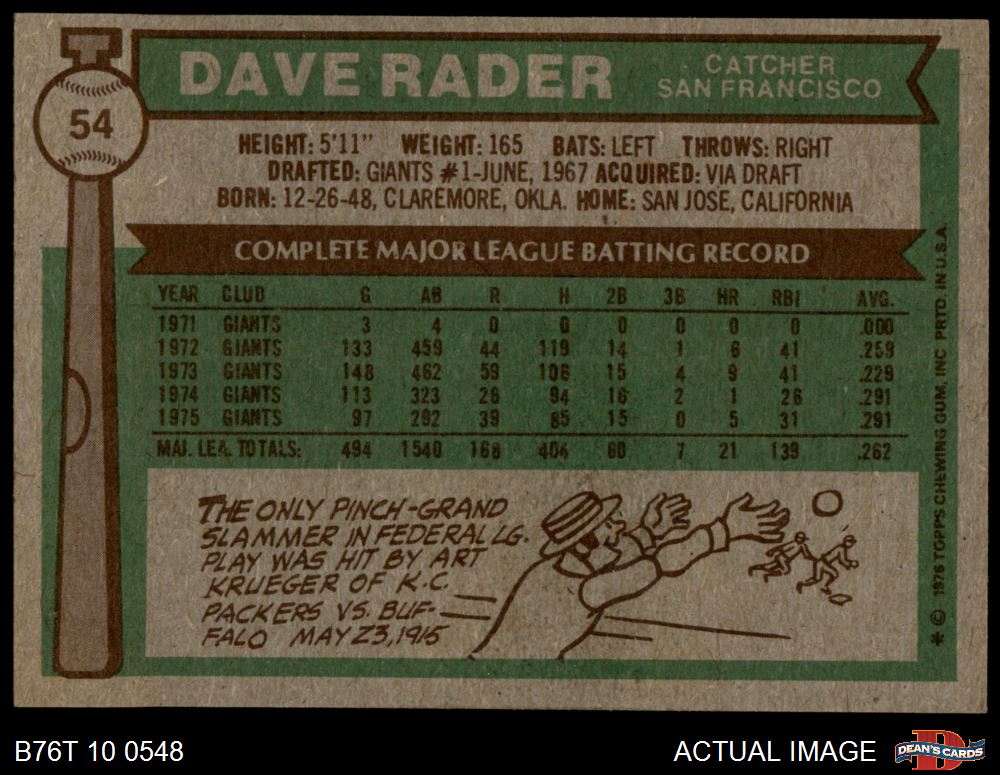 54
DAVE RADER
CATCHER
SAN FRANCISCO
HEIGHT: 5'11" WEIGHT: 165 BATS: LEFT THROWS: RIGHT
DRAFTED: GIANTS #1-JUNE, 1967 ACQUIRED: VIA DRAFT
BORN: 12-26-48, CLAREMORE, OKLA. HOME: SAN JOSE, CALIFORNIA
COMPLETE MAJOR LEAGUE BATTING RECORD
YEAR CLUB G AB R H 2B 3B HR RBI AVG.
1971 GIANTS 3 4 0 0 0 0 0 0 .000
1972 GIANTS 133 459 44 119 14 1 6 41 .259
1973 GIANTS 148 462 59 106 15 4 9 41 .229
1974 GIANTS 113 323 26 94 16 2 1 26 .291
1975 GIANTS 97 292 39 85 15 0 5 31 .291
MAJ. LEA. TOTALS: 494 1540 168 404 60 7 21 139 .262
THE ONLY PINCH-GRAND
SLAMMER IN FEDERAL LG.
PLAY WAS HIT BY ART
KRUEGER OF K.C.
PACKERS VS. BUF-
FALO MAY 23, 1915
* © 1976 TOPPS CHEWING GUM, INC. PRTD. IN U.S.A.
B76T 10 0548
ACTUAL IMAGE
DEAN'S CARDS